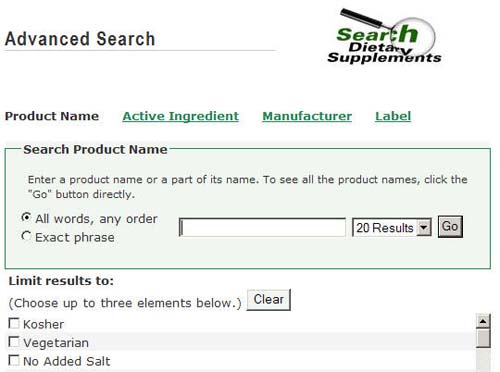 Advanced Search
Search
Dietary
Supplements
Product Name Active Ingredient Manufacturer Label
Search Product Name
Enter a product name or a part of its name. To see all the product names, click the
"Go" button directly.
All words, any order
20 Results
Go
Exact phrase
Limit results to:
(Choose up to three elements below.)
Clear
Kosher
Vegetarian
No Added Salt